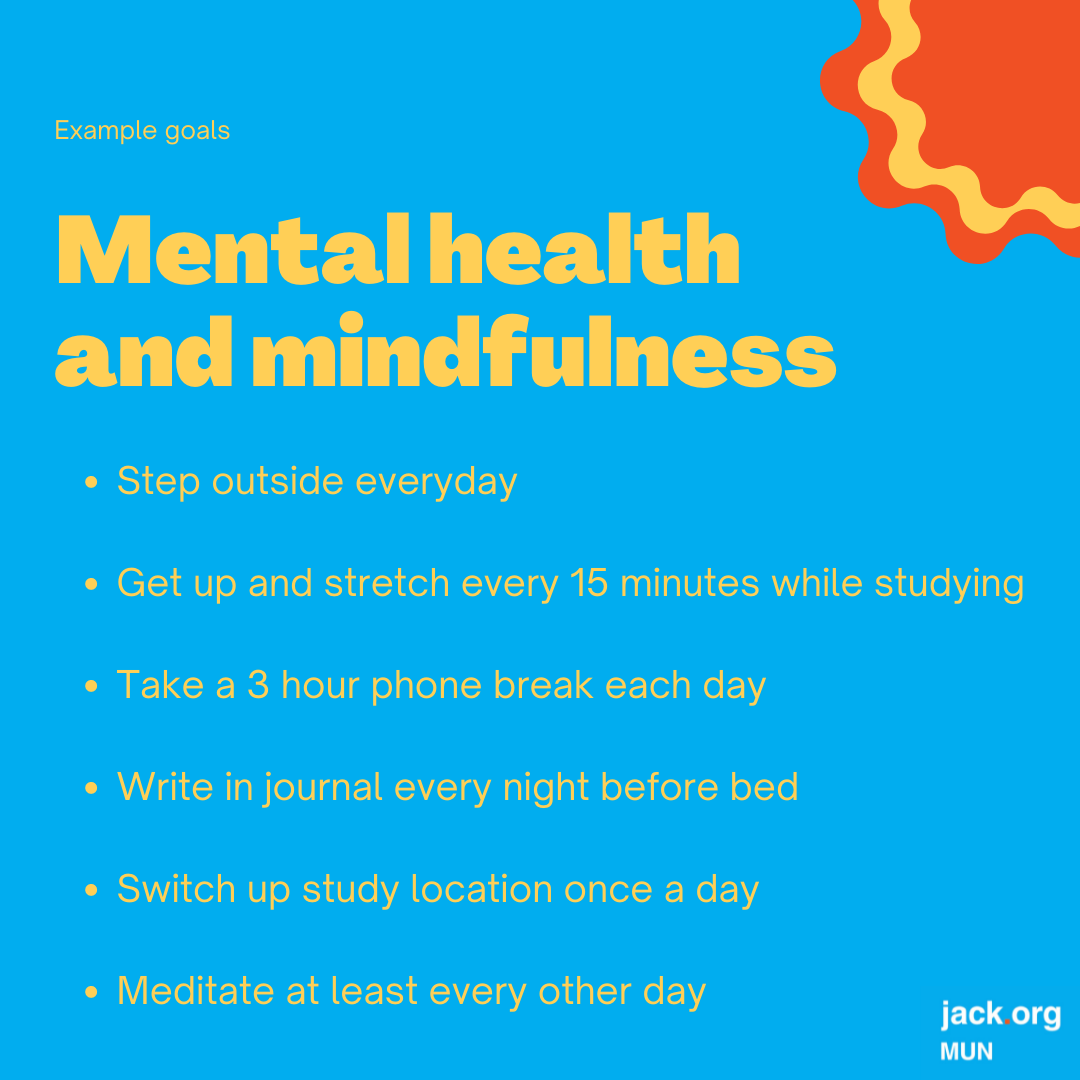 Example goals
Mental health
and mindfulness
• Step outside everyday
• Get up and stretch every 15 minutes while studying
• Take a 3 hour phone break each day
• Write in journal every night before bed
• Switch up study location once a day
• Meditate at least every other day
jack.org
MUN